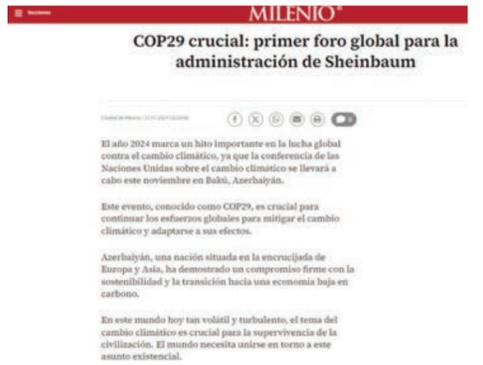 Secciones
MILENIO®
COP29 crucial: primer foro global para la
administración de Sheinbaum
Ciudad de México
El año 2024 marca un hito importante en la lucha global
contra el cambio climático, ya que la conferencia de las
Naciones Unidas sobre el cambio climático se llevará a
cabo este noviembre en Bakú, Azerbaiyán.
Este evento, conocido como COP29, es crucial para
continuar los esfuerzos globales para mitigar el cambio
climático y adaptarse a sus efectos.
Azerbaiyán, una nación situada en la encrucijada de
Europa y Asia, ha demostrado un compromiso firme con la
sostenibilidad y la transición hacia una economía baja en
carbono.
En este mundo hoy tan volátil y turbulento, el tema del
cambio climático es crucial para la supervivencia de la
civilización. El mundo necesita unirse en torno a este
asunto existencial.